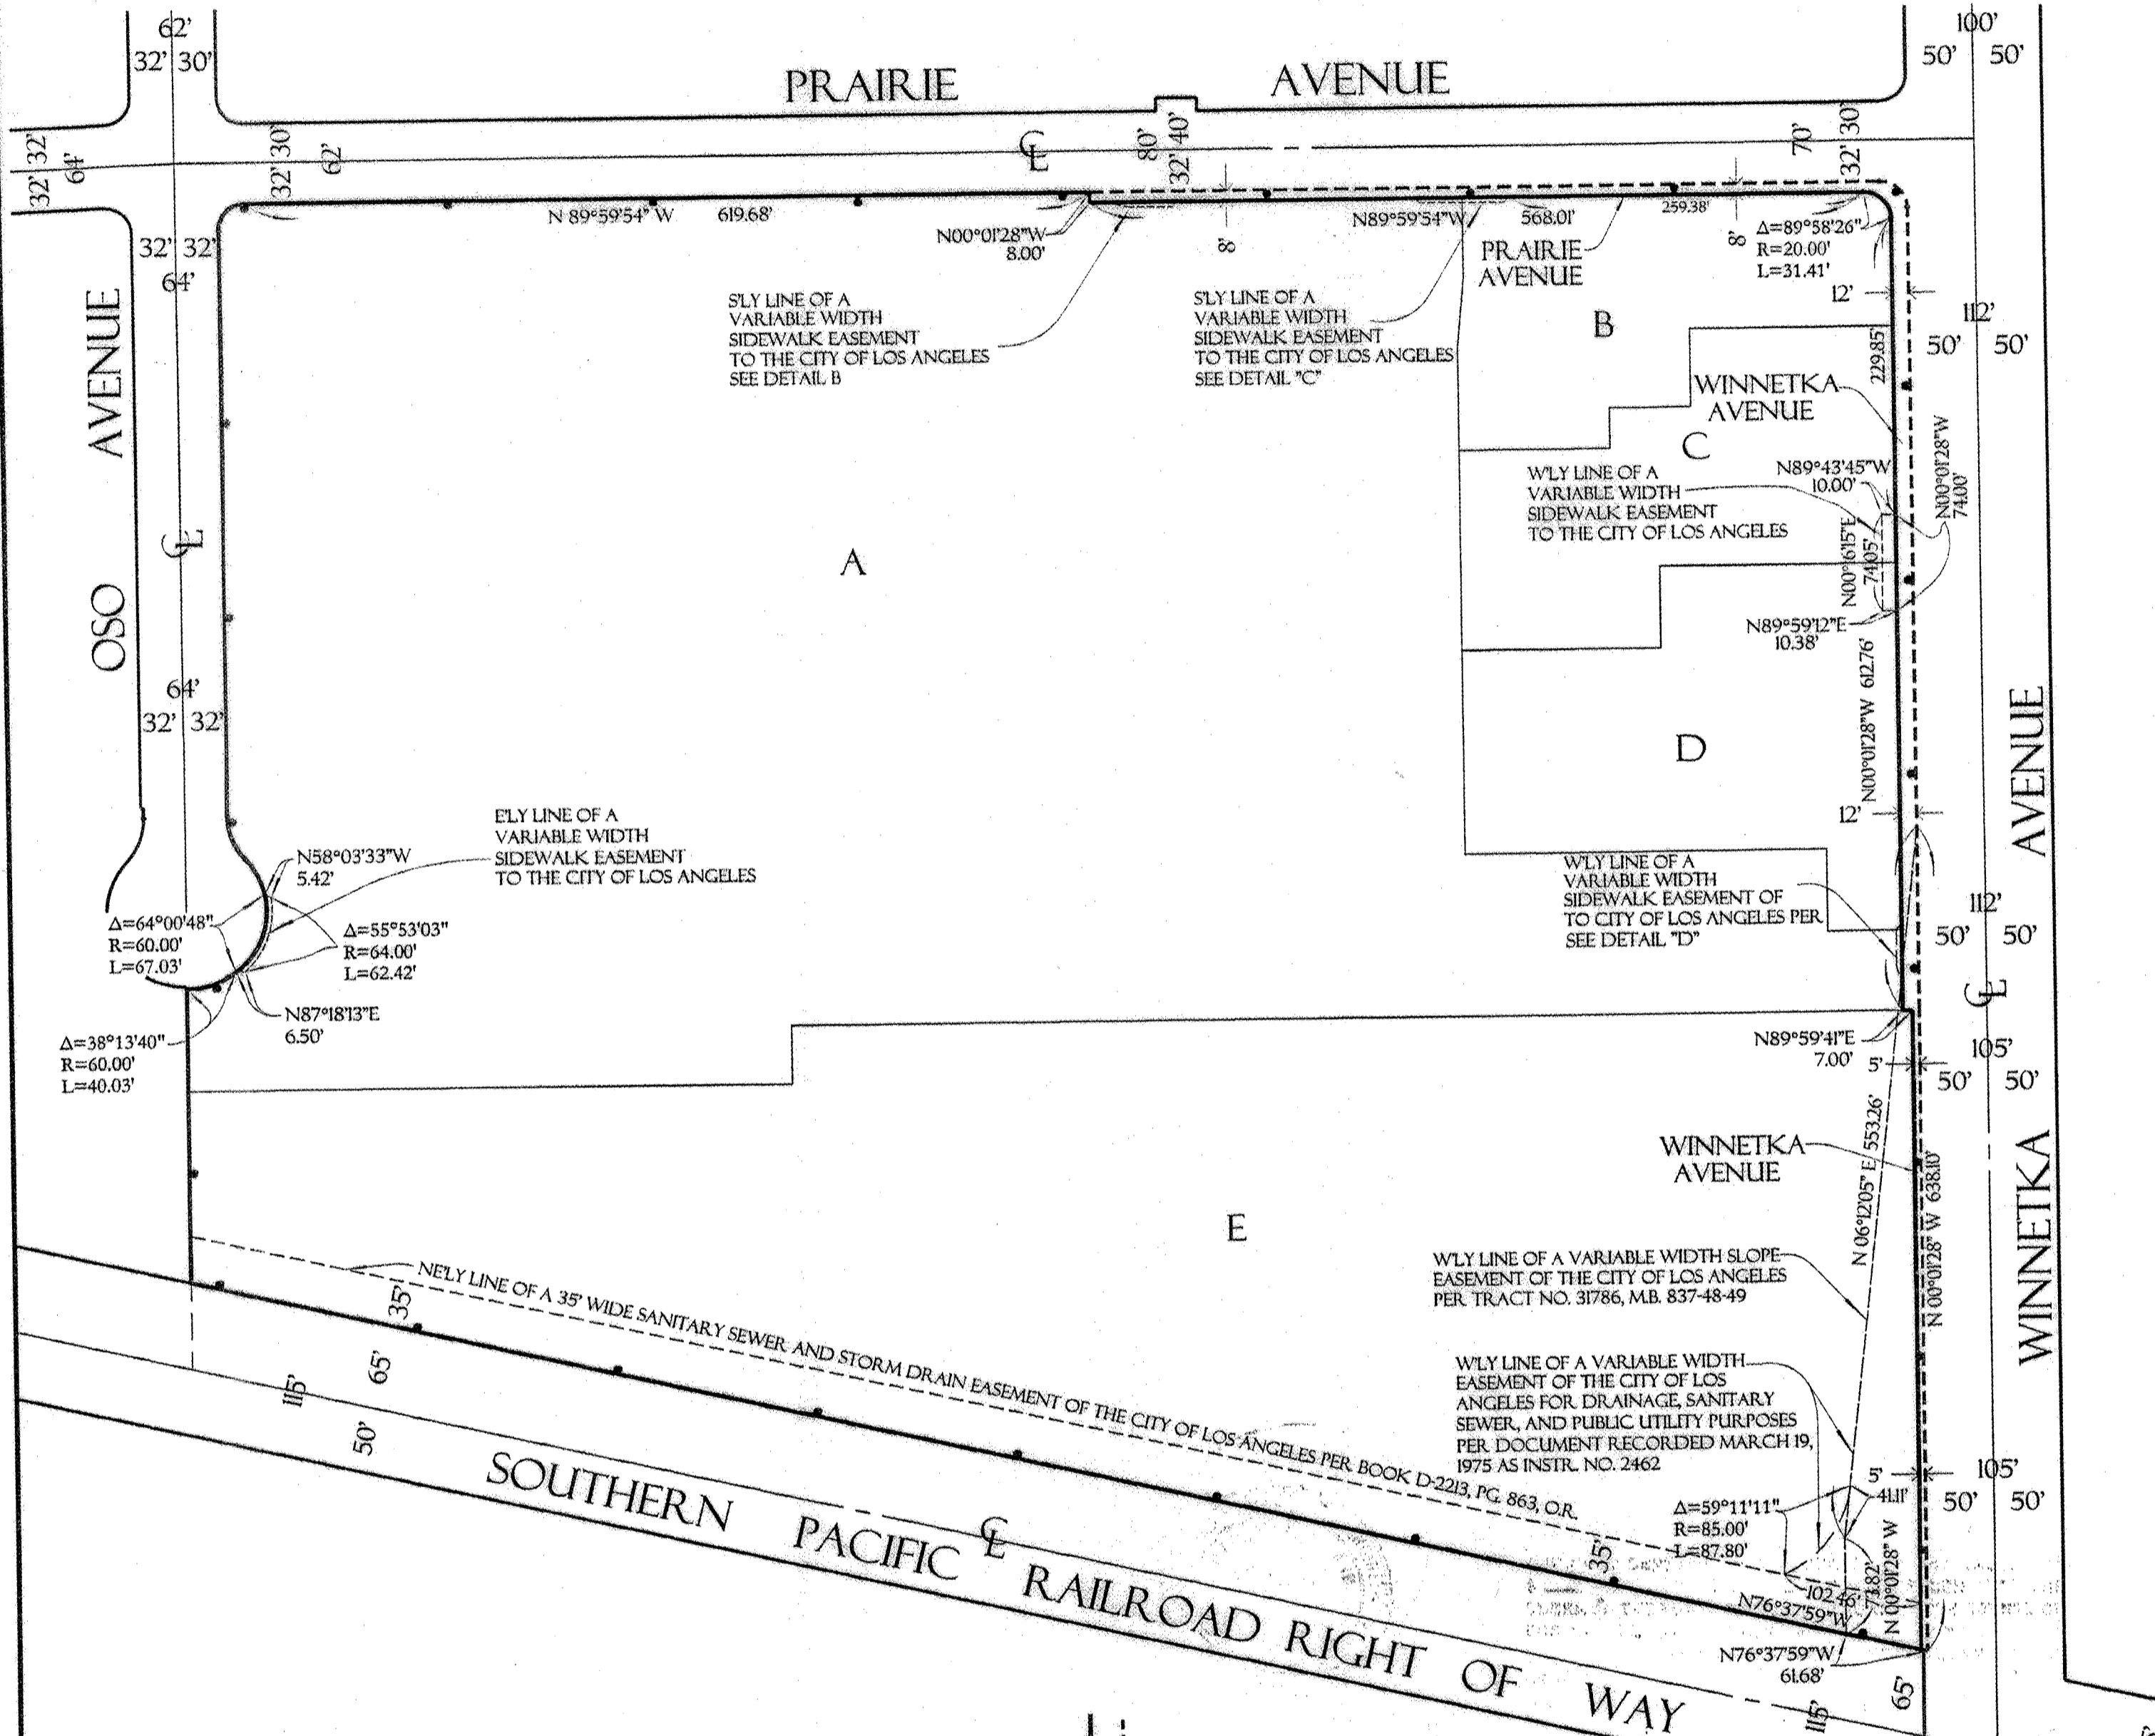 62'
32' 30'
100'
50' 50'
PRAIRIE AVENUE
32' 32'
64'
32' 30'
62'
C̵L
80'
32' 40'
70'
32' 30'
N 89°59'54" W 619.68'
N00°01'28"W
8.00'
8'
N89°59'54"W 568.01'
259.38'
8'
PRAIRIE
AVENUE
Δ=89°58'26"
R=20.00'
L=31.41'
32' 32'
64'
OSO AVENUE
CL
64'
32' 32'
S'LY LINE OF A
VARIABLE WIDTH
SIDEWALK EASEMENT
TO THE CITY OF LOS ANGELES
SEE DETAIL B
S'LY LINE OF A
VARIABLE WIDTH
SIDEWALK EASEMENT
TO THE CITY OF LOS ANGELES
SEE DETAIL "C"
12'
112'
50' 50'
B
229.85'
WINNETKA
AVENUE
C
N89°43'45"W
10.00'
N00°01'28"W
74.00'
W'LY LINE OF A
VARIABLE WIDTH
SIDEWALK EASEMENT
TO THE CITY OF LOS ANGELES
N00°16'15"E
74.05'
A
N89°59'12"E
10.38'
N00°01'28"W 612.76'
D
12'
WINNETKA AVENUE
E'LY LINE OF A
VARIABLE WIDTH
SIDEWALK EASEMENT
TO THE CITY OF LOS ANGELES
N58°03'33"W
5.42'
Δ=64°00'48"
R=60.00'
L=67.03'
Δ=55°53'03"
R=64.00'
L=62.42'
N87°18'13"E
6.50'
Δ=38°13'40"
R=60.00'
L=40.03'
W'LY LINE OF A
VARIABLE WIDTH
SIDEWALK EASEMENT OF
TO CITY OF LOS ANGELES PER
SEE DETAIL "D"
112'
50' 50'
CL
N89°59'41"E
7.00'
5'
105'
50' 50'
N 06°12'05" E 553.26'
WINNETKA
AVENUE
N 00°01'28" W 638.10'
E
W'LY LINE OF A VARIABLE WIDTH SLOPE
EASEMENT OF THE CITY OF LOS ANGELES
PER TRACT NO. 31786, M.B. 837-48-49
NE'LY LINE OF A 35' WIDE SANITARY SEWER AND STORM DRAIN EASEMENT OF THE CITY OF LOS ANGELES PER BOOK D-2213, PG. 863, O.R.
35'
65'
115'
50'
W'LY LINE OF A VARIABLE WIDTH
EASEMENT OF THE CITY OF LOS
ANGELES FOR DRAINAGE, SANITARY
SEWER, AND PUBLIC UTILITY PURPOSES
PER DOCUMENT RECORDED MARCH 19,
1975 AS INSTR. NO. 2462
5'
105'
50' 50'
41.11'
Δ=59°11'11"
R=85.00'
L=87.80'
35'
102.46'
N76°37'59"W
73.82'
N 00°01'28" W
N76°37'59"W
61.68'
SOUTHERN PACIFIC RAILROAD RIGHT OF WAY
CL
115'
65'